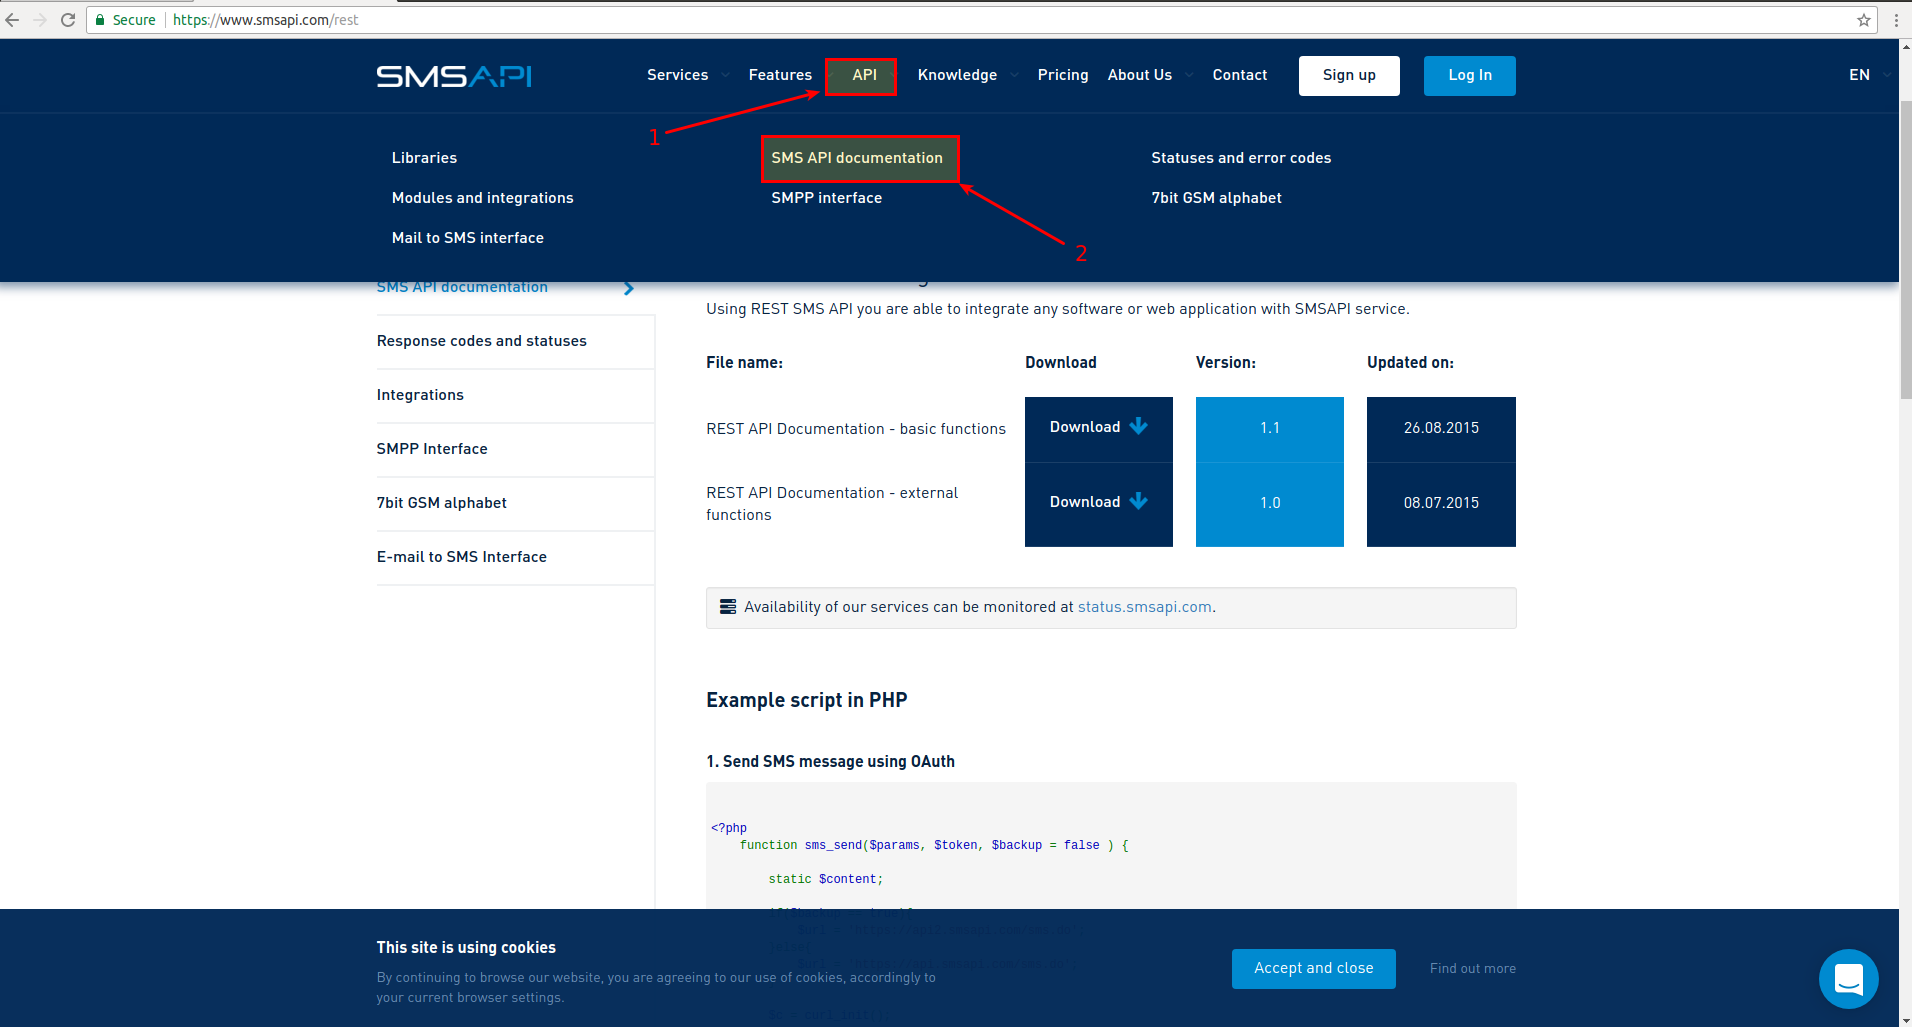 Secure https://www.smsapi.com/rest
SMSAPI Services Features API Knowledge Pricing About Us Contact Sign up Log In EN
1
Libraries SMS API documentation Statuses and error codes
Modules and integrations SMPP interface 7bit GSM alphabet
Mail to SMS interface
2
SMS API documentation
Using REST SMS API you are able to integrate any software or web application with SMSAPI service.
Response codes and statuses
Integrations
SMPP Interface
7bit GSM alphabet
E-mail to SMS Interface
File name: Download Version: Updated on:
REST API Documentation - basic functions Download 1.1 26.08.2015
REST API Documentation - external
functions Download 1.0 08.07.2015
Availability of our services can be monitored at status.smsapi.com.
Example script in PHP
1. Send SMS message using OAuth
<?php
function sms_send($params, $token, $backup = false ) {
static $content;
This site is using cookies
By continuing to browse our website, you are agreeing to our use of cookies, accordingly to
your current browser settings.
Accept and close Find out more